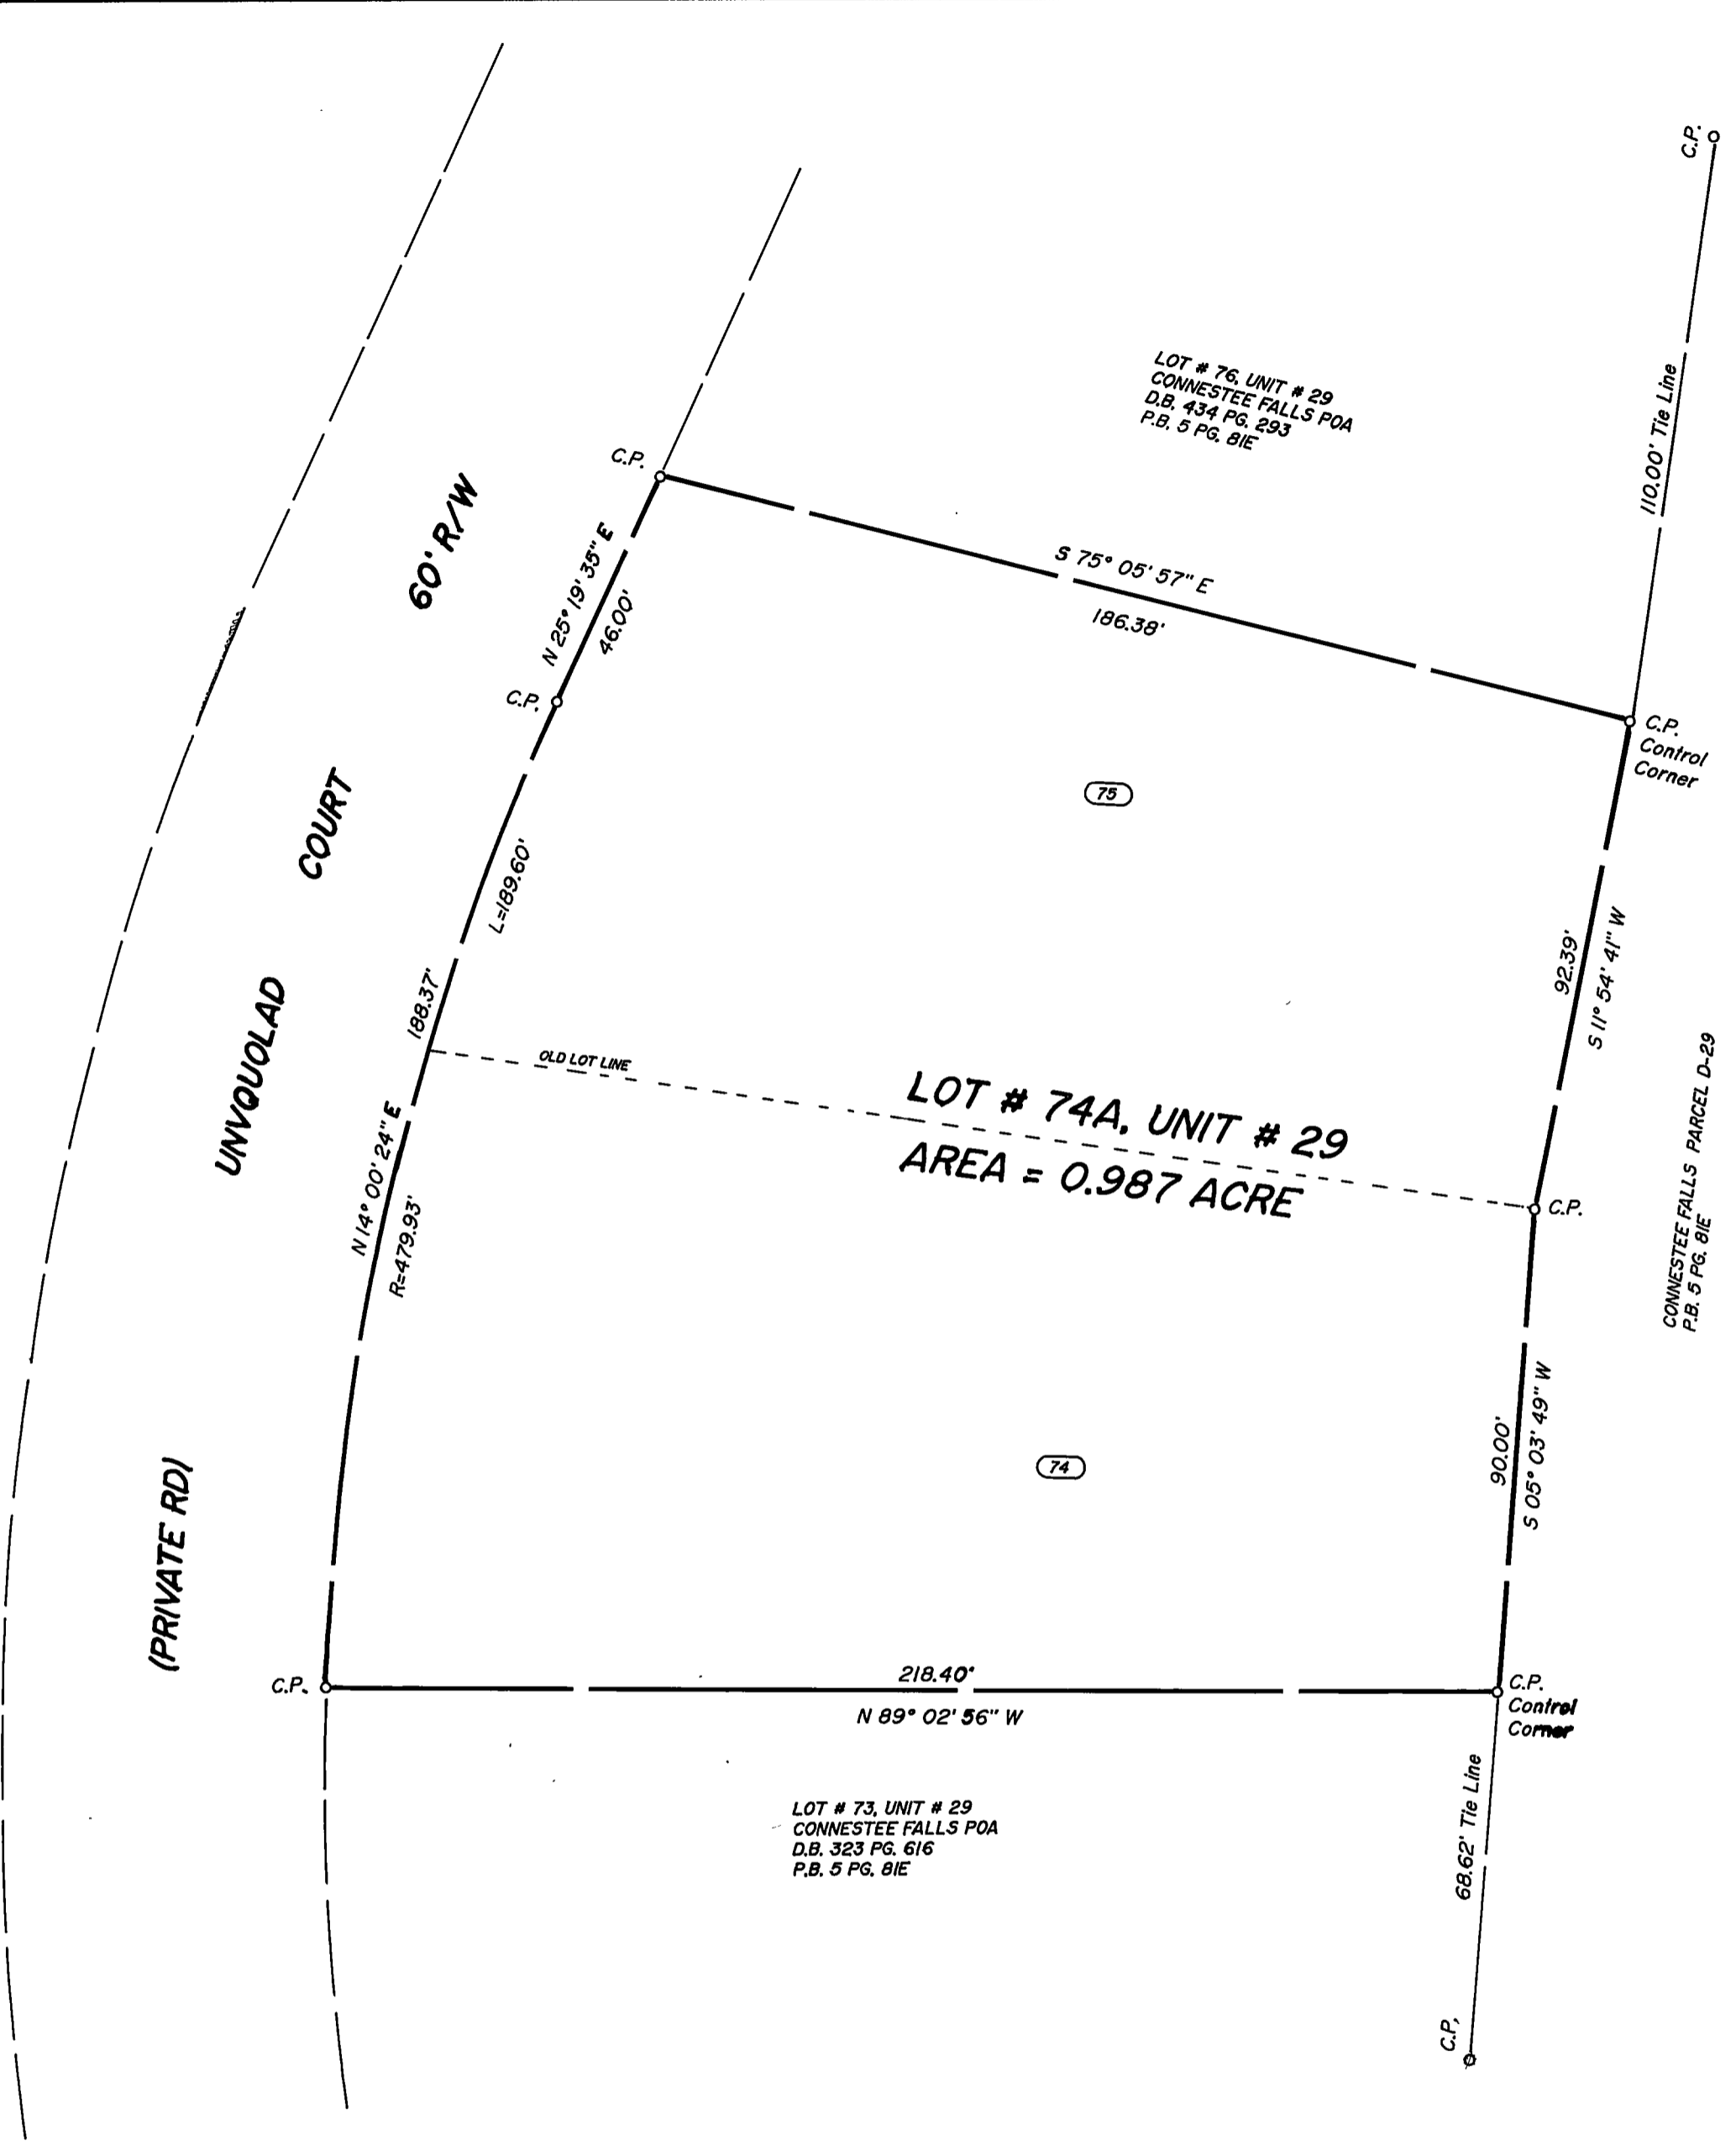 C.P.
110.00' Tie Line
LOT # 76, UNIT # 29
CONNESTEE FALLS POA
D.B. 434 PG. 293
P.B. 5 PG. 81E
C.P.
60' R/W
N 25° 19' 35" E
46.00'
S 75° 05' 57" E
186.38'
C.P.
C.P.
Control
Corner
75
COURT
L=189.60'
92.39'
S 11° 54' 41" W
188.37'
UNVQUOLAD
OLD LOT LINE
LOT # 74A, UNIT # 29
AREA = 0.987 ACRE
N 14° 00' 24" E
R=479.93'
C.P.
CONNESTEE FALLS PARCEL D-29
P.B. 5 PG. 81E
74
90.00'
S 05° 03' 49" W
(PRIVATE RD)
C.P.
218.40'
N 89° 02' 56" W
C.P.
Control
Corner
68.62' Tie Line
LOT # 73, UNIT # 29
CONNESTEE FALLS POA
D.B. 323 PG. 616
P.B. 5 PG. 81E
C.P.